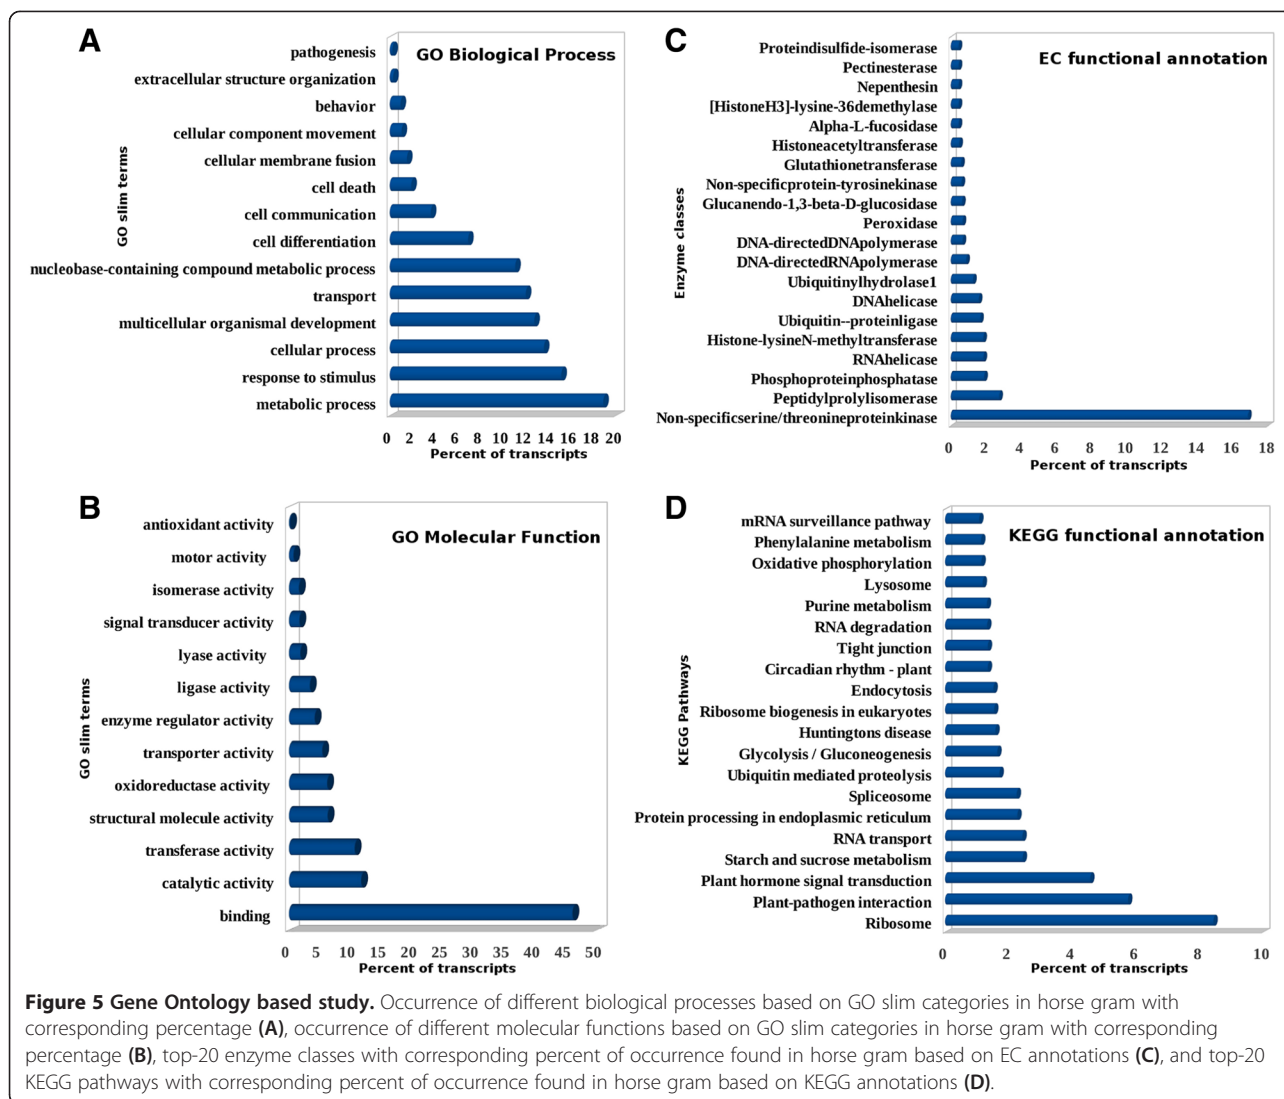 A
GO Biological Process
GO slim terms
pathogenesis
extracellular structure organization
behavior
cellular component movement
cellular membrane fusion
cell death
cell communication
cell differentiation
nucleobase-containing compound metabolic process
transport
multicellular organismal development
cellular process
response to stimulus
metabolic process
0 2 4 6 8 10 12 14 16 18 20
Percent of transcripts
C
EC functional annotation
Enzyme classes
Proteindisulfide-isomerase
Pectinesterase
Nepenthesin
[HistoneH3]-lysine-36demethylase
Alpha-L-fucosidase
Histoneacetyltransferase
Glutathionetransferase
Non-specificprotein-tyrosinekinase
Glucanendo-1,3-beta-D-glucosidase
Peroxidase
DNA-directedDNApolymerase
DNA-directedRNApolymerase
Ubiquitinylhydrolase1
DNAhelicase
Ubiquitin--proteinligase
Histone-lysineN-methyltransferase
RNAhelicase
Phosphoproteinphosphatase
Peptidylprolylisomerase
Non-specificserine/threonineproteinkinase
0 2 4 6 8 10 12 14 16 18
Percent of transcripts
B
GO Molecular Function
GO slim terms
antioxidant activity
motor activity
isomerase activity
signal transducer activity
lyase activity
ligase activity
enzyme regulator activity
transporter activity
oxidoreductase activity
structural molecule activity
transferase activity
catalytic activity
binding
0 5 10 15 20 25 30 35 40 45 50
Percent of transcripts
D
KEGG functional annotation
KEGG Pathways
mRNA surveillance pathway
Phenylalanine metabolism
Oxidative phosphorylation
Lysosome
Purine metabolism
RNA degradation
Tight junction
Circadian rhythm - plant
Endocytosis
Ribosome biogenesis in eukaryotes
Huntingtons disease
Glycolysis / Gluconeogenesis
Ubiquitin mediated proteolysis
Spliceosome
Protein processing in endoplasmic reticulum
RNA transport
Starch and sucrose metabolism
Plant hormone signal transduction
Plant-pathogen interaction
Ribosome
0 2 4 6 8 10
Percent of transcripts
Figure 5 Gene Ontology based study. Occurrence of different biological processes based on GO slim categories in horse gram with
corresponding percentage (A), occurrence of different molecular functions based on GO slim categories in horse gram with corresponding
percentage (B), top-20 enzyme classes with corresponding percent of occurrence found in horse gram based on EC annotations (C), and top-20
KEGG pathways with corresponding percent of occurrence found in horse gram based on KEGG annotations (D).